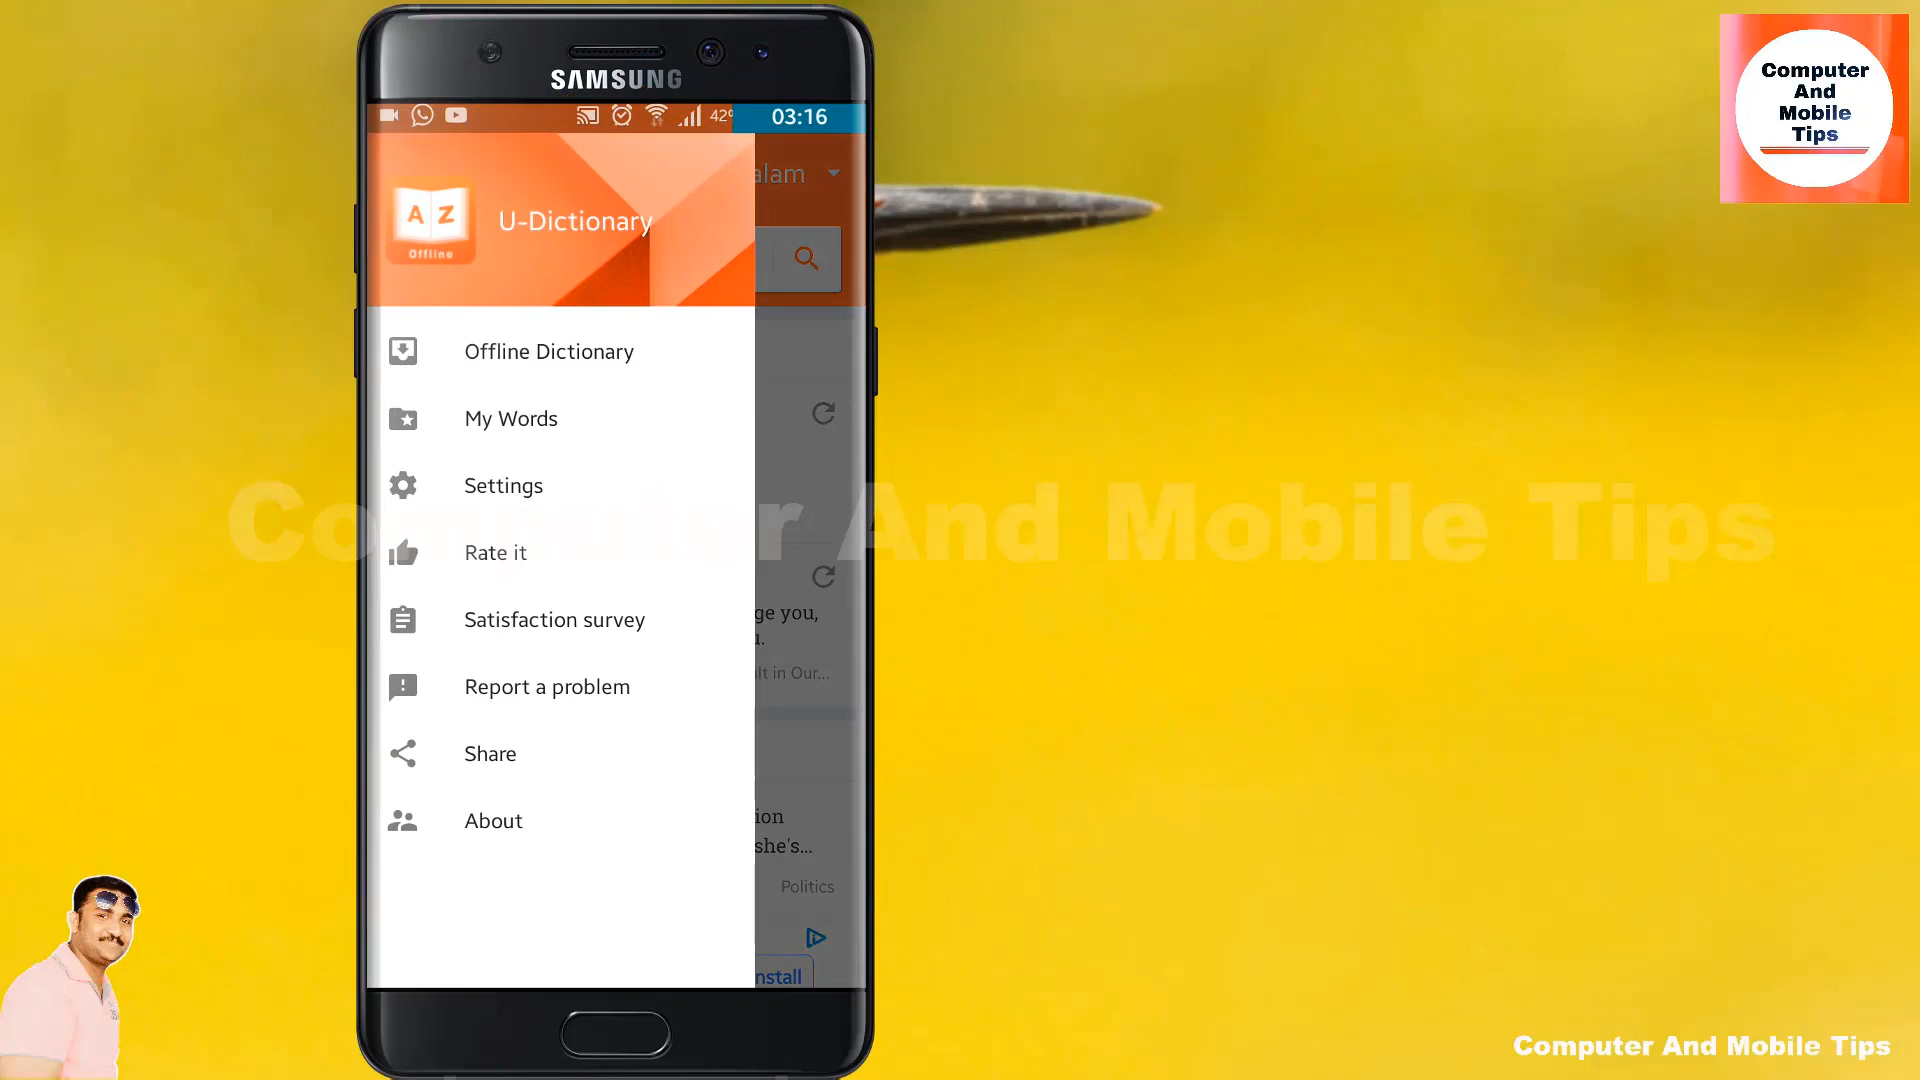 SAMSUNG
42°
03:16
alam
A Z
Offline
U-Dictionary
Offline Dictionary
My Words
Settings
Rate it
Satisfaction survey
Report a problem
Share
About
ge you,
u.
ult in Our...
ion
she's...
Politics
nstall
Computer And Mobile Tips
Computer
And
Mobile
Tips
Computer And Mobile Tips